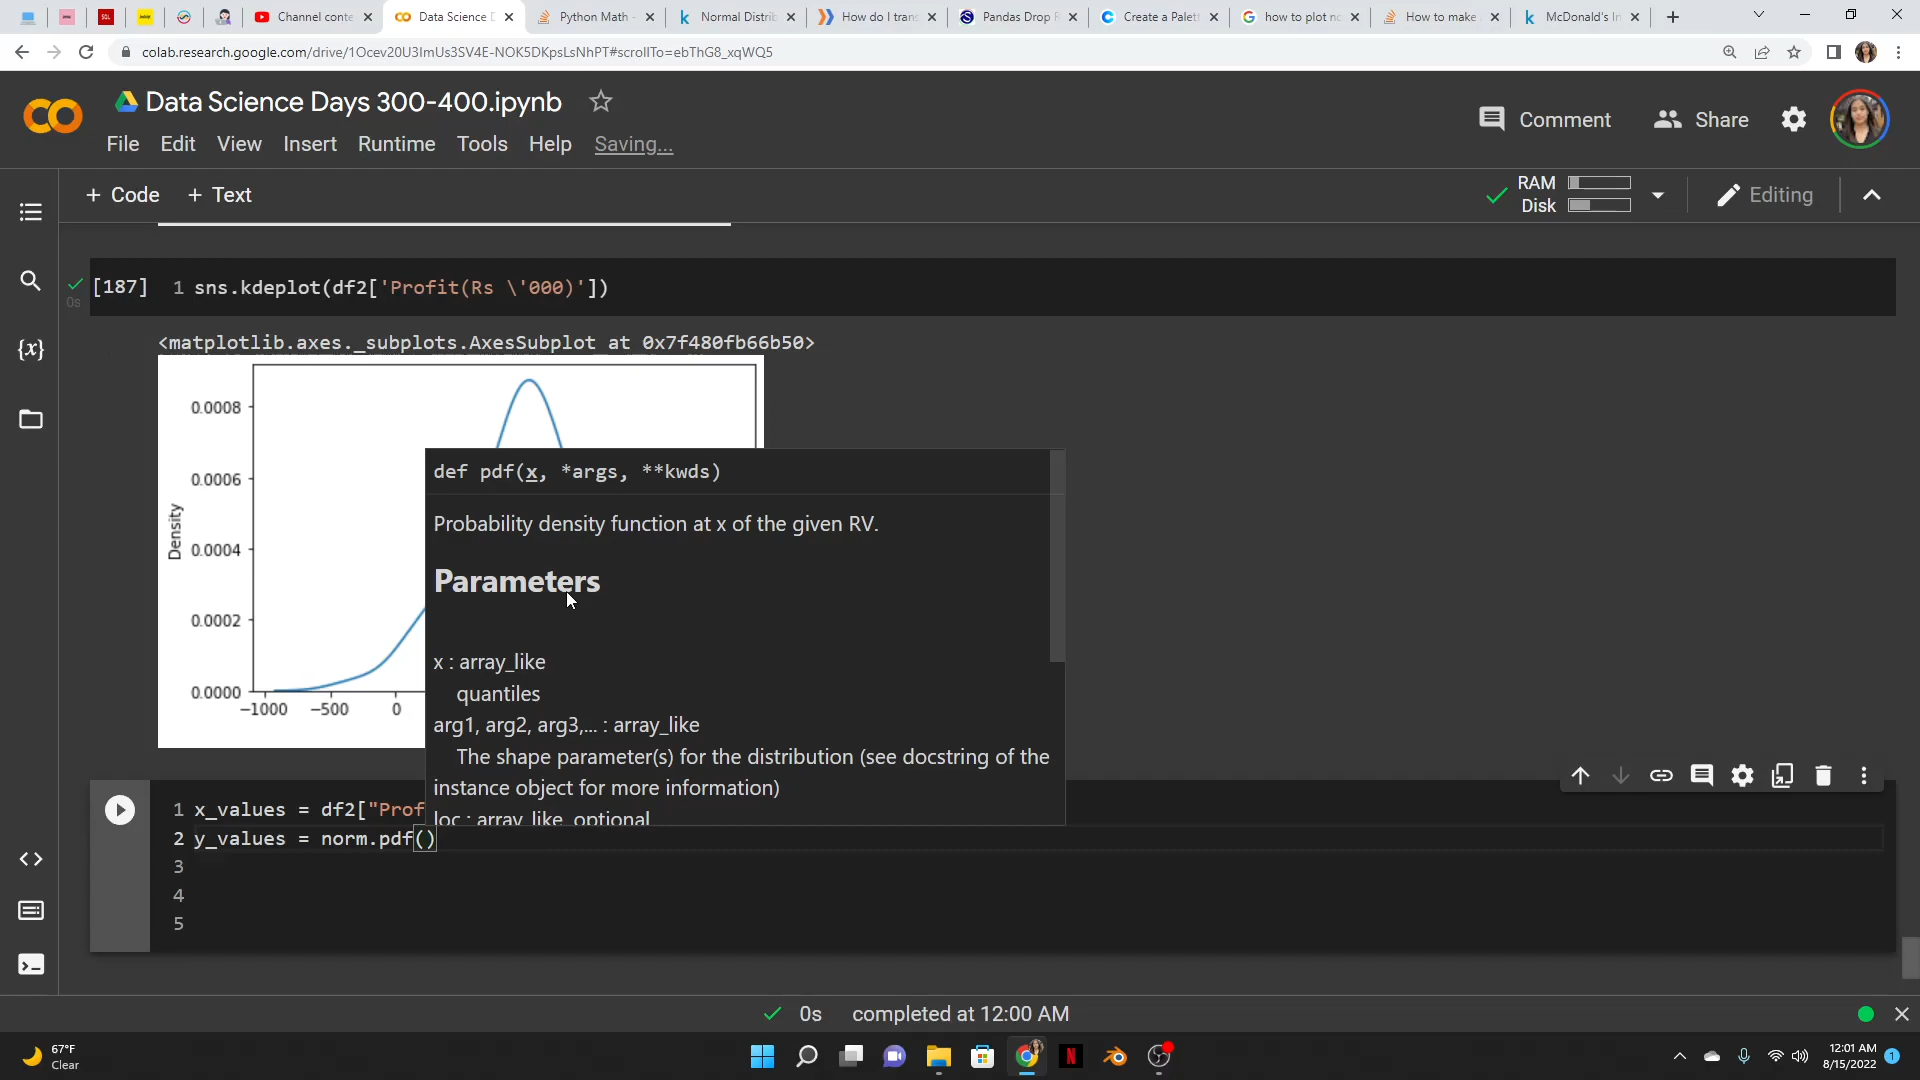 Channel conte
Data Science D
Python Math -
Normal Distrib
How do I trans
Pandas Drop R
Create a Palett
how to plot no
How to make
McDonald's In
colab.research.google.com/drive/1Ocev20U3ImUs3SV4E-NOK5DKpsLsNhPT#scrollTo=ebThG8_xqWQ5
Data Science Days 300-400.ipynb
Comment
Share
File Edit View Insert Runtime Tools Help Saving...
+ Code + Text
RAM
Disk
Editing
[187] 1 sns.kdeplot(df2['Profit(Rs \'000)'])
0s
<matplotlib.axes._subplots.AxesSubplot at 0x7f480fb66b50>
0.0008
0.0006
0.0004
0.0002
0.0000
Density
−1000 −500 0
def pdf(x, *args, **kwds)
Probability density function at x of the given RV.
Parameters
x : array_like
quantiles
arg1, arg2, arg3,... : array_like
The shape parameter(s) for the distribution (see docstring of the
instance object for more information)
loc : array_like, optional
1 x_values = df2["Prof
2 y_values = norm.pdf()
3
4
5
0s completed at 12:00 AM
67°F
Clear
12:01 AM
8/15/2022
1